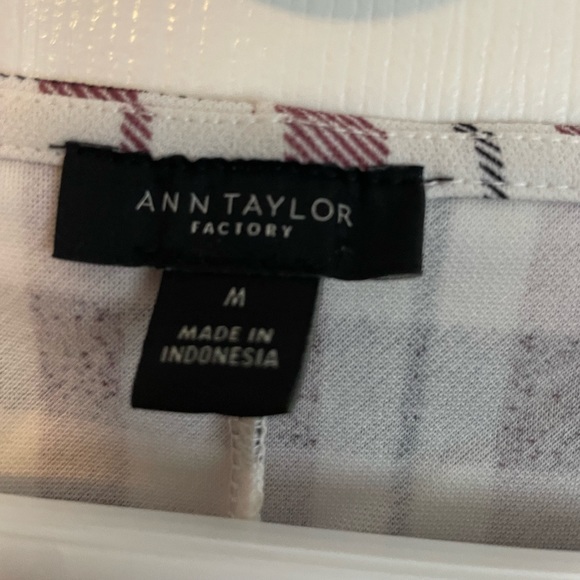 ANN TAYLOR
FACTORY
M
MADE IN
INDONESIA